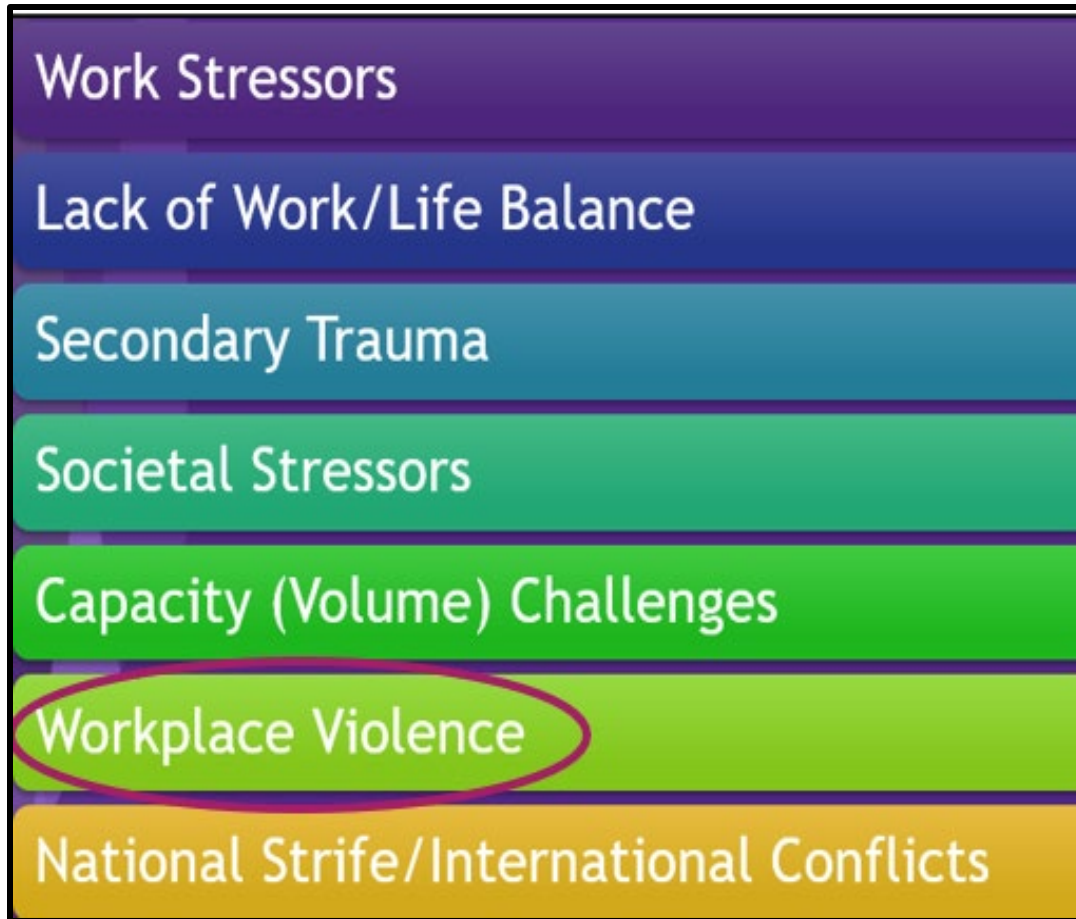 Work Stressors
Lack of Work/Life Balance
Secondary Trauma
Societal Stressors
Capacity (Volume) Challenges
Workplace Violence
National Strife/International Conflicts